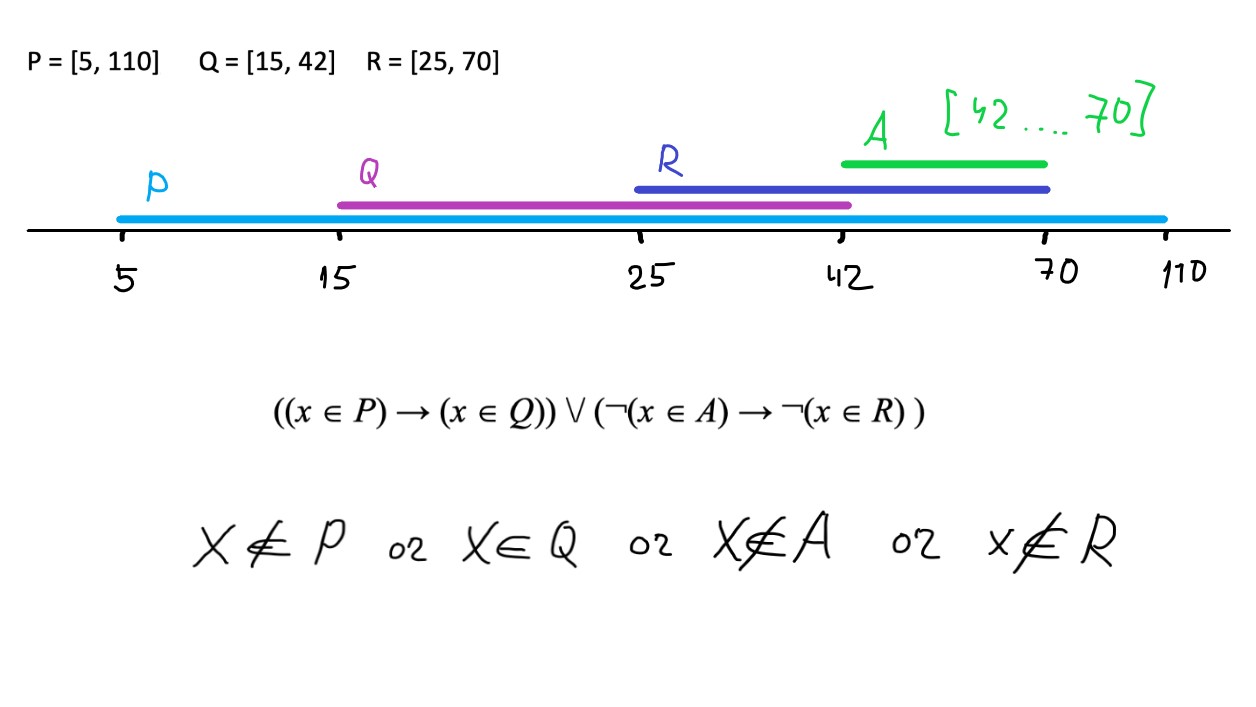 P = [5, 110] Q = [15, 42] R = [25, 70]
A [42 .... 70]
P Q R
5 15 25 42 70 110
((x ∈ P) → (x ∈ Q)) ∨ (¬(x ∈ A) → ¬(x ∈ R) )
X ∉ P or X ∈ Q or X ∉ A or x ∉ R